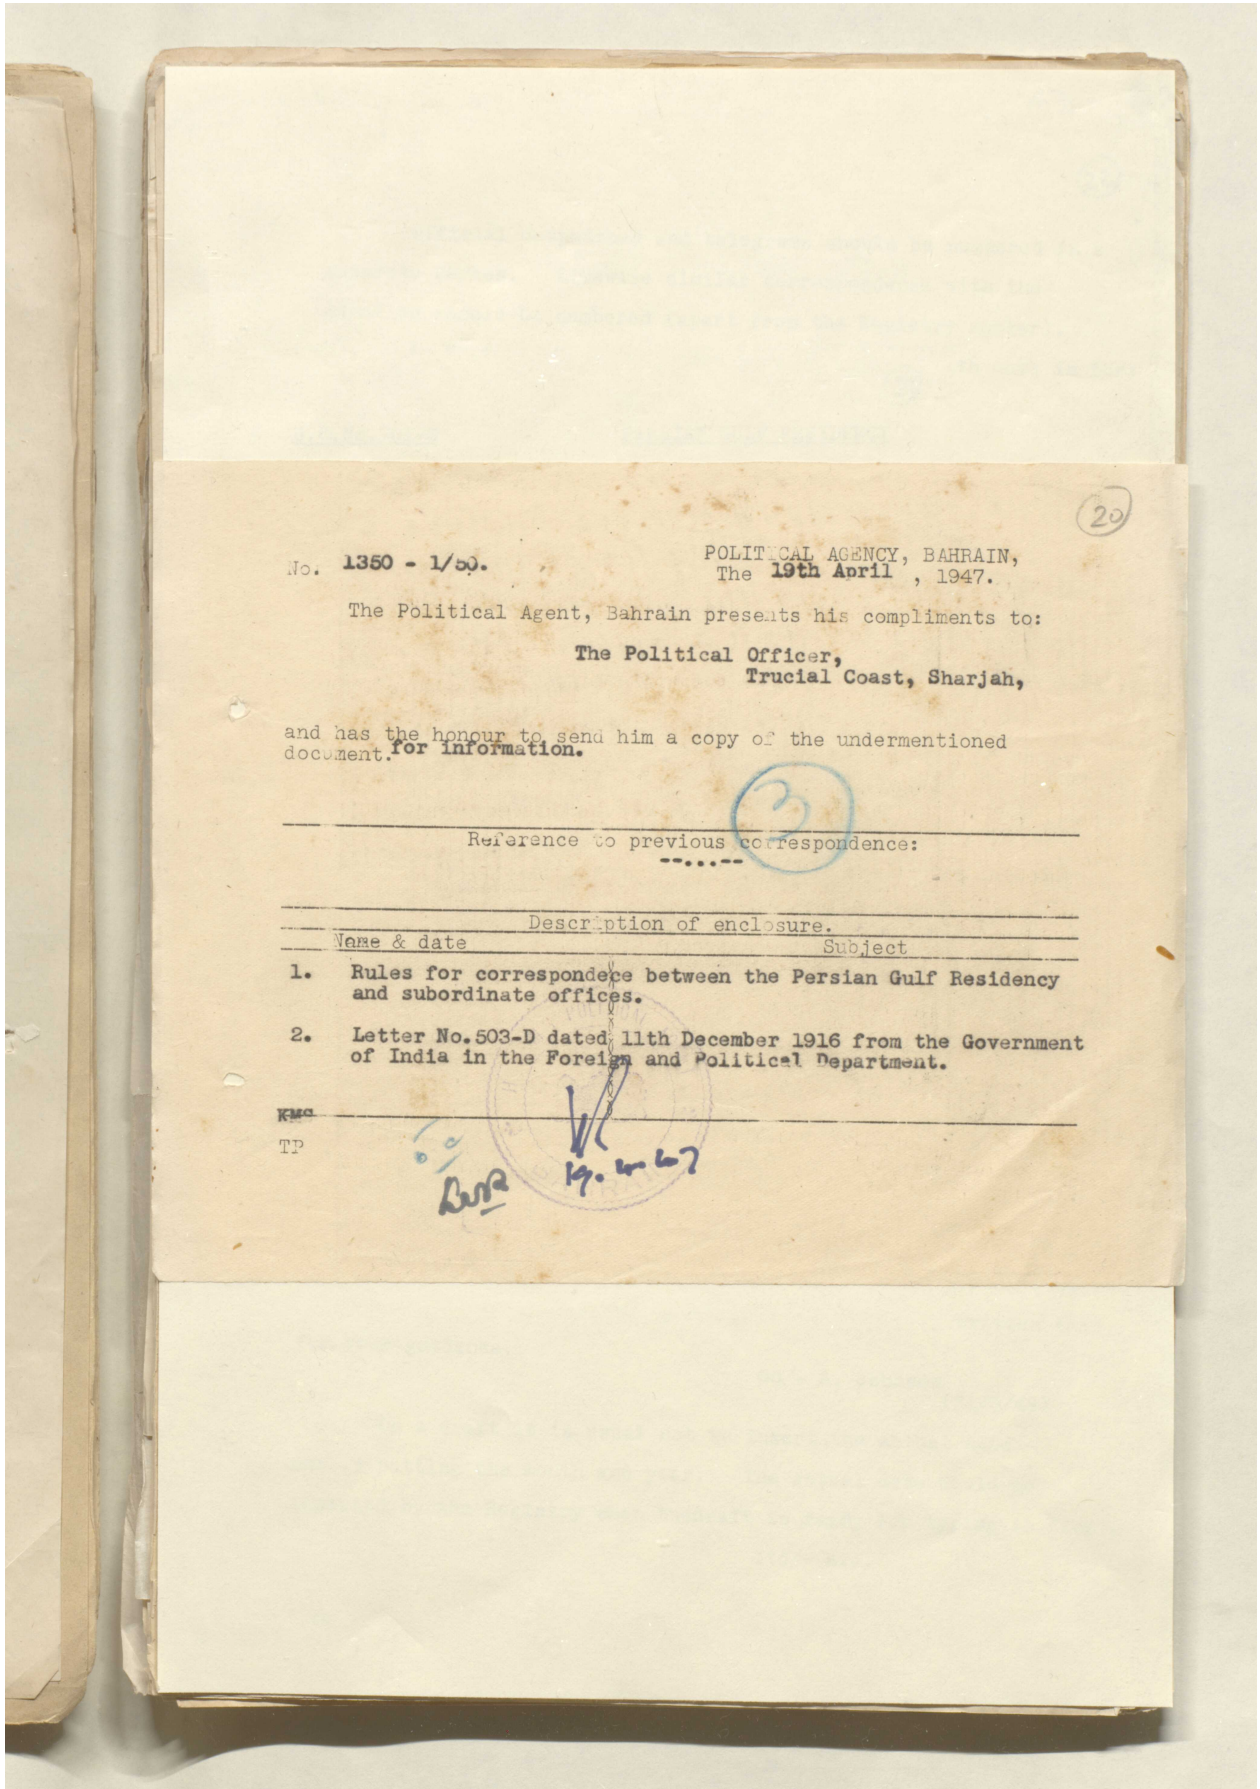 20
No. 1350 - 1/50.
POLITICAL AGENCY, BAHRAIN,
The 19th April , 1947.
The Political Agent, Bahrain presents his compliments to:
The Political Officer,
Trucial Coast, Sharjah,
and has the honour to send him a copy of the undermentioned
document. for information.
3
Reference to previous correspondence:
--...--
Description of enclosure.
Name & date Subject
1. Rules for correspondece between the Persian Gulf Residency
and subordinate offices.
2. Letter No.503-D dated 11th December 1916 from the Government
of India in the Foreign and Political Department.
KMS
TP
19.4.47